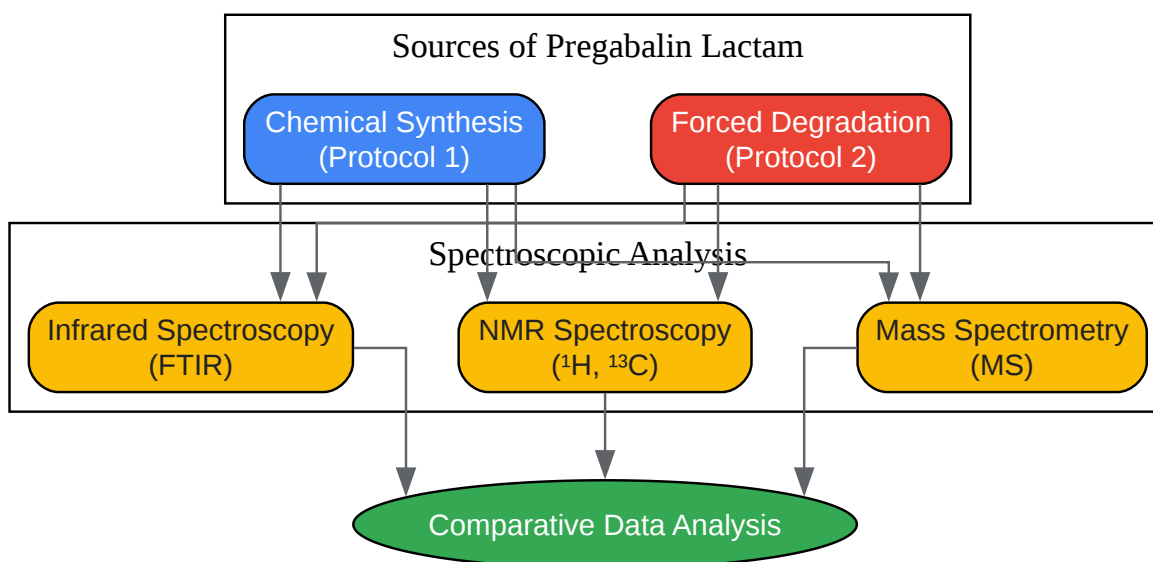 Sources of Pregabalin Lactam
Chemical Synthesis
(Protocol 1)
Forced Degradation
(Protocol 2)
Spectroscopic Analysis
Infrared Spectroscopy
(FTIR)
NMR Spectroscopy
(¹H, ¹³C)
Mass Spectrometry
(MS)
Comparative Data Analysis